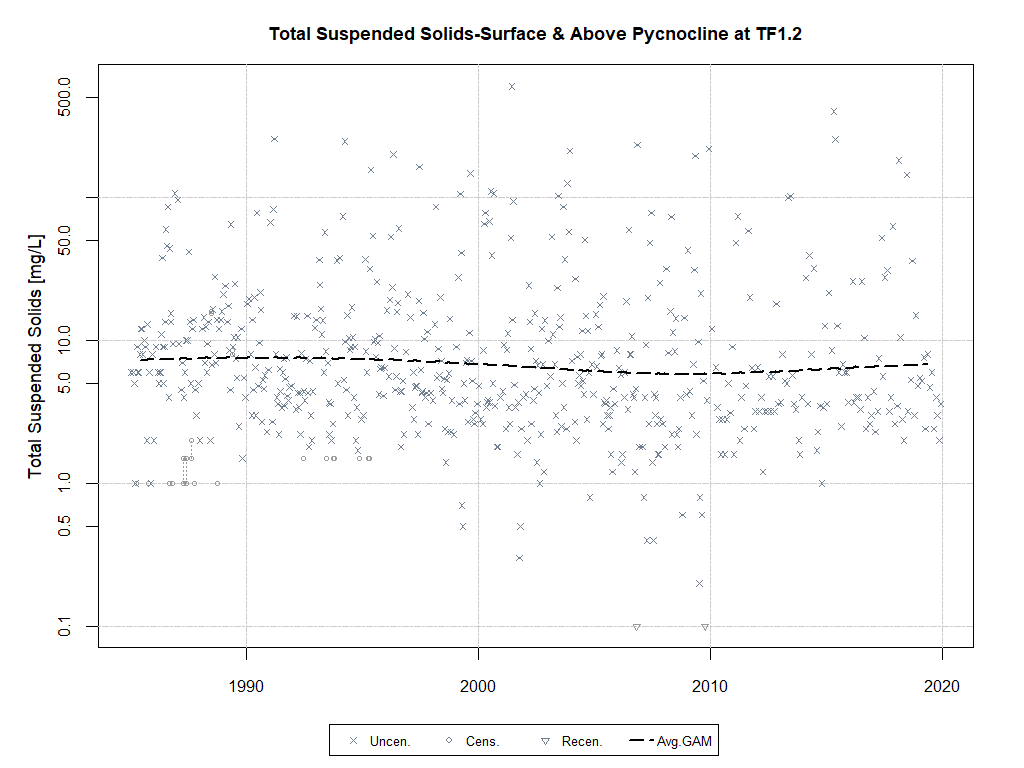 Total Suspended Solids-Surface & Above Pycnocline at TF1.2
Total Suspended Solids [mg/L]
500.0
50.0
10.0
5.0
1.0
0.5
0.1
1990 2000 2010 2020
Uncen. Cens. Recen. Avg.GAM